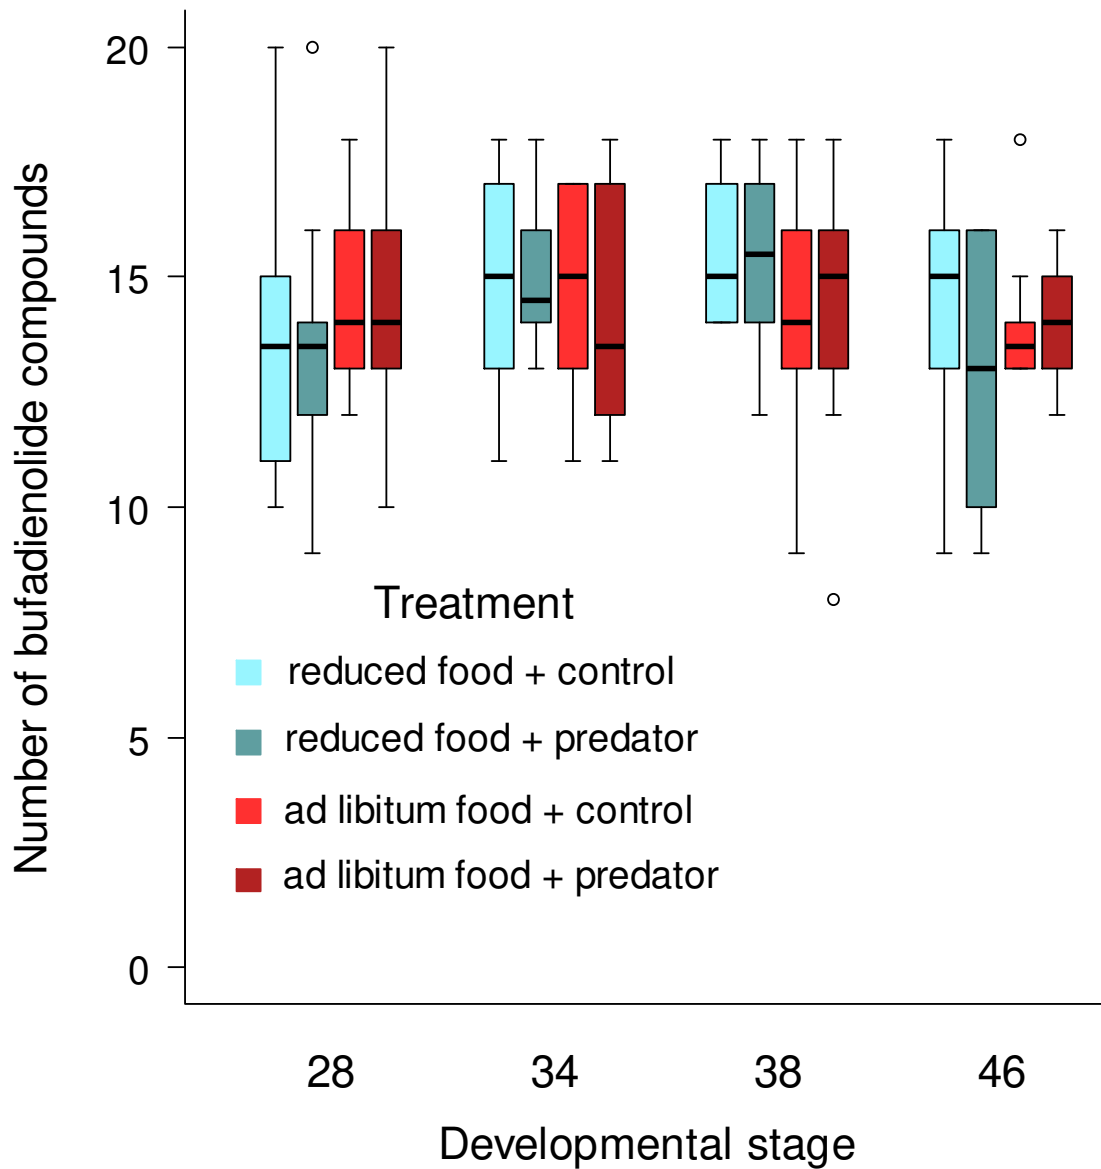 Number of bufadienolide compounds
20
15
10
5
0
Treatment
reduced food + control
reduced food + predator
ad libitum food + control
ad libitum food + predator
28 34 38 46
Developmental stage